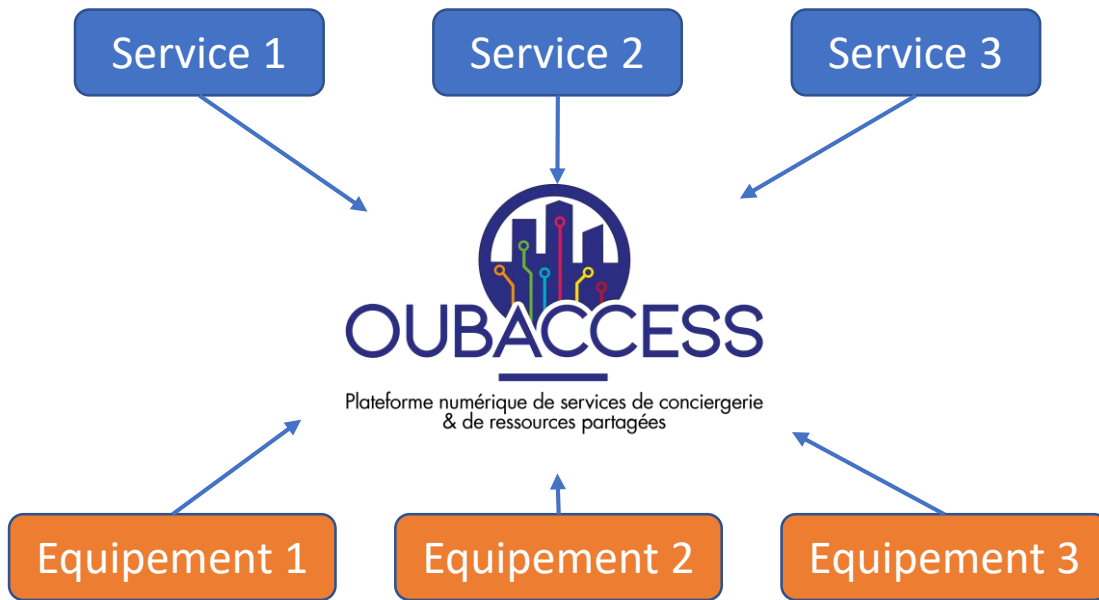 Service 1
Service 2
Service 3
OUBACCESS
Plateforme numérique de services de conciergerie
& de ressources partagées
Equipement 1
Equipement 2
Equipement 3